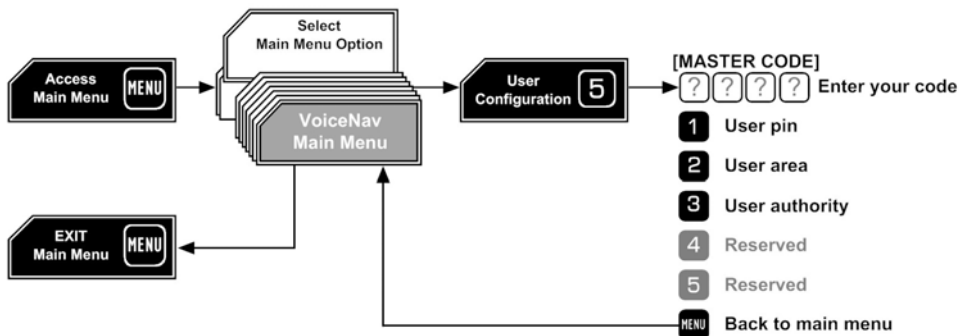 Access
Main Menu
MENU
Select
Main Menu Option
VoiceNav
Main Menu
User
Configuration
5
[MASTER CODE]
? ? ? ? Enter your code
1 User pin
2 User area
3 User authority
4 Reserved
5 Reserved
MENU Back to main menu
EXIT
Main Menu
MENU